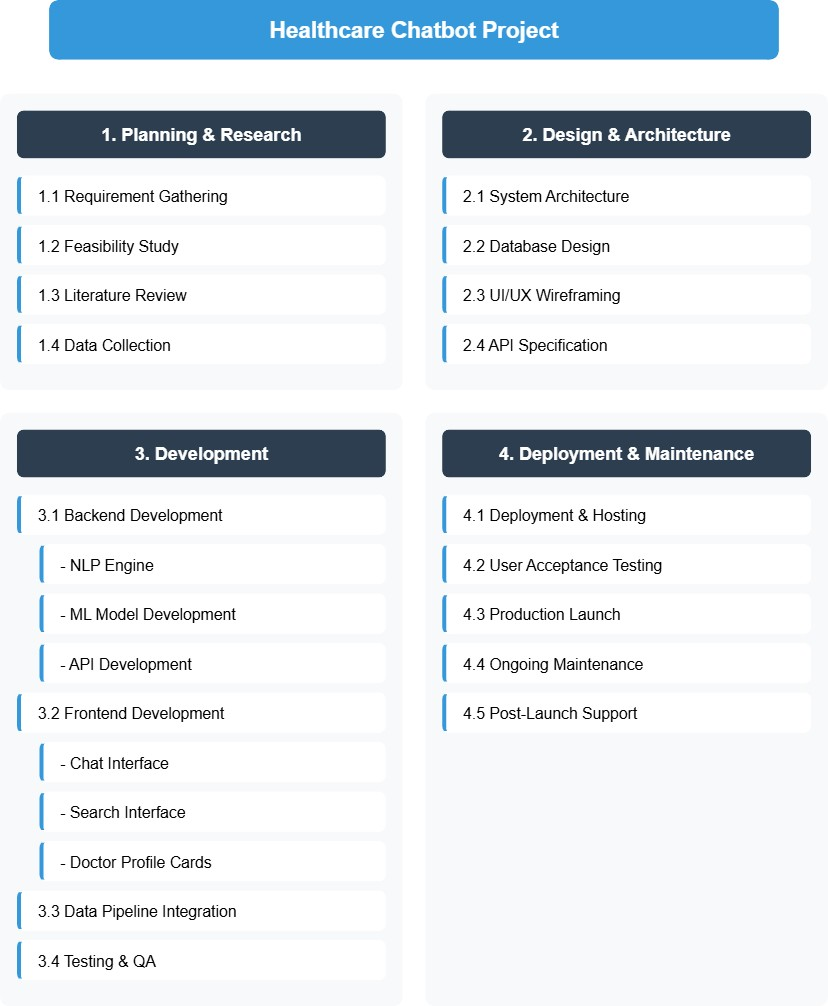 Healthcare Chatbot Project
1. Planning & Research
1.1 Requirement Gathering
1.2 Feasibility Study
1.3 Literature Review
1.4 Data Collection
2. Design & Architecture
2.1 System Architecture
2.2 Database Design
2.3 UI/UX Wireframing
2.4 API Specification
3. Development
3.1 Backend Development
- NLP Engine
- ML Model Development
- API Development
3.2 Frontend Development
- Chat Interface
- Search Interface
- Doctor Profile Cards
3.3 Data Pipeline Integration
3.4 Testing & QA
4. Deployment & Maintenance
4.1 Deployment & Hosting
4.2 User Acceptance Testing
4.3 Production Launch
4.4 Ongoing Maintenance
4.5 Post-Launch Support